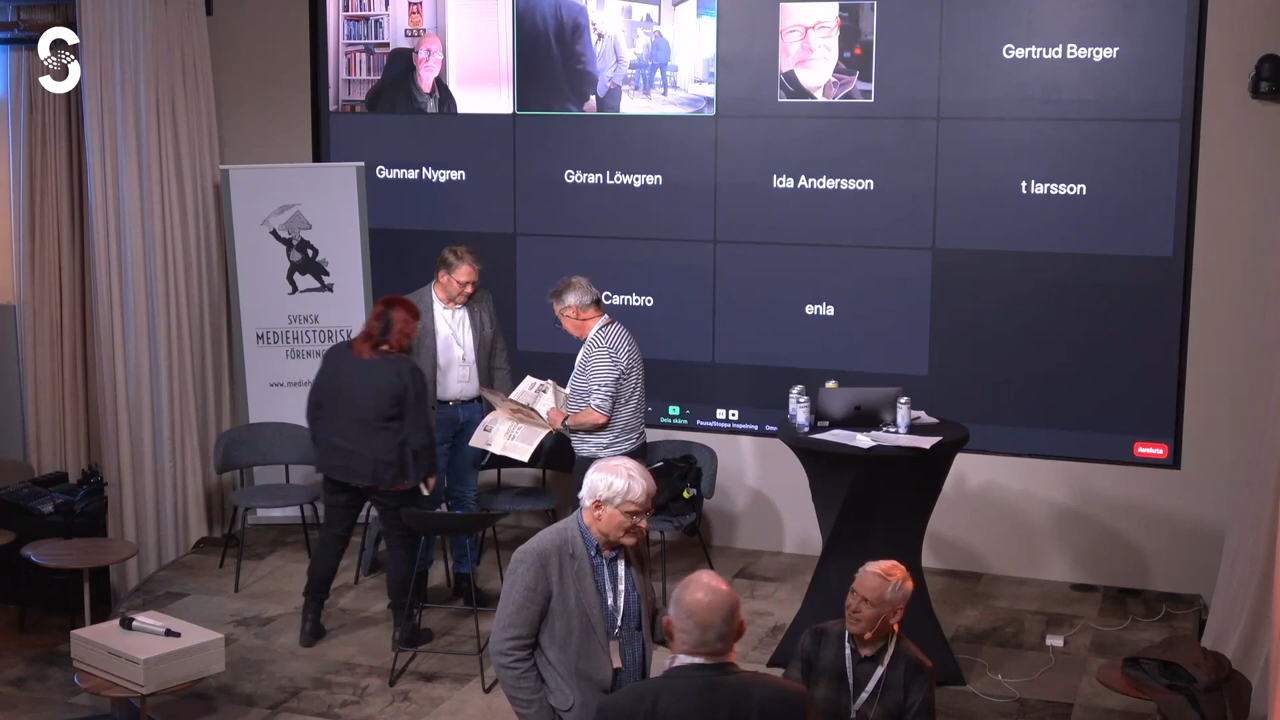 S
Gertrud Berger
Gunnar Nygren
Göran Löwgren
Ida Andersson
t larsson
Carnbro
enla
SVENSK
MEDIEHISTORISK
FÖRENING
Dela skärm
Pausa/Stoppa inspelning
Avsluta